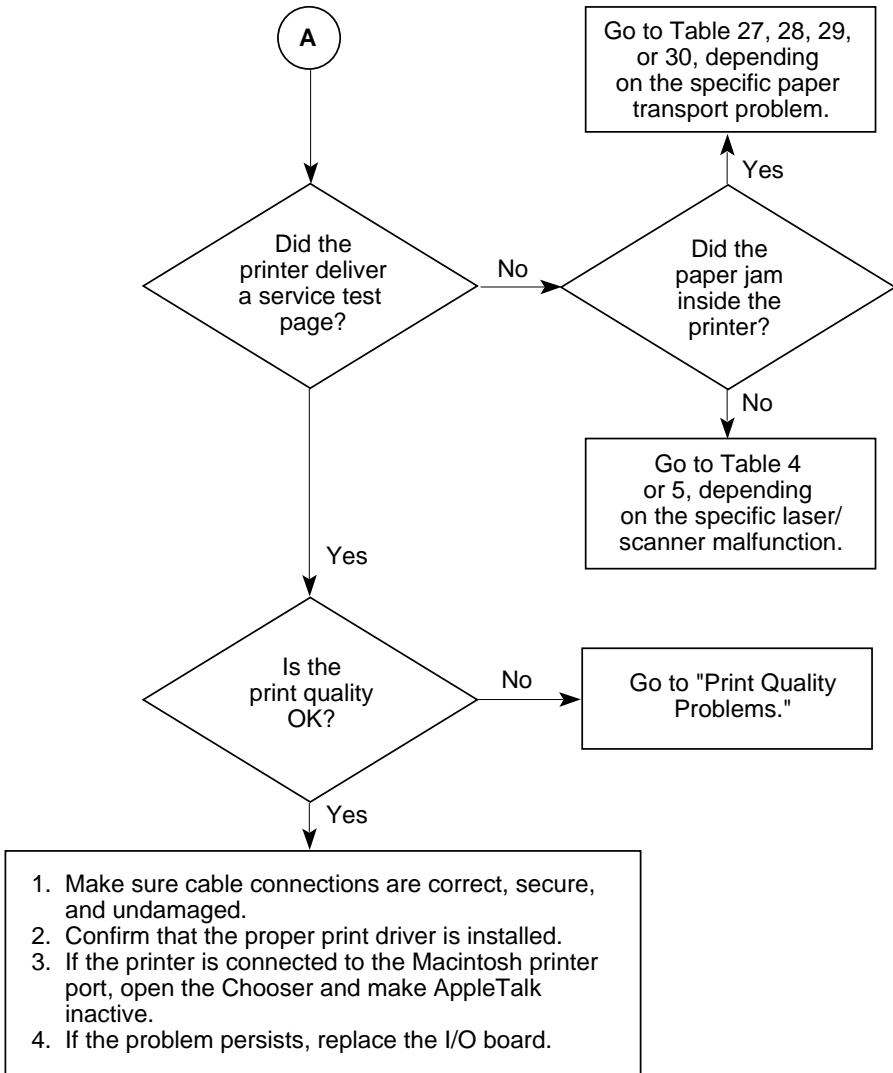 A
Go to Table 27, 28, 29,
or 30, depending
on the specific paper
transport problem.
Yes
Did the
printer deliver
a service test
page?
No
Did the
paper jam
inside the
printer?
No
Go to Table 4
or 5, depending
on the specific laser/
scanner malfunction.
Yes
Is the
print quality
OK?
No
Go to "Print Quality
Problems."
Yes
1. Make sure cable connections are correct, secure,
and undamaged.
2. Confirm that the proper print driver is installed.
3. If the printer is connected to the Macintosh printer
port, open the Chooser and make AppleTalk
inactive.
4. If the problem persists, replace the I/O board.